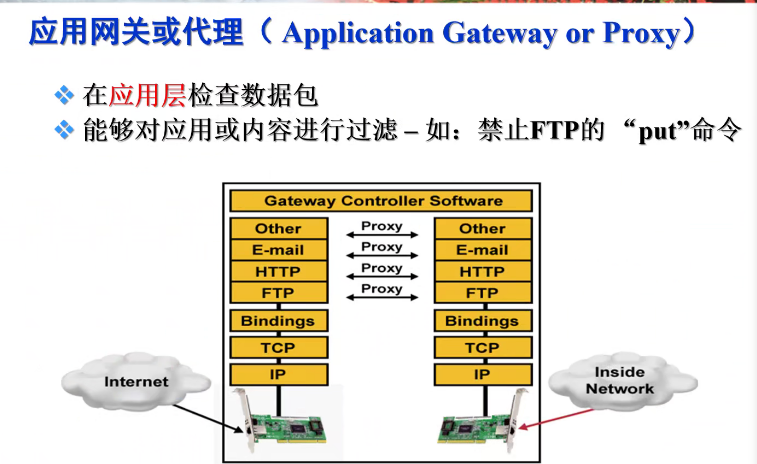 应用网关或代理（ Application Gateway or Proxy）
在应用层检查数据包
能够对应用或内容进行过滤 – 如：禁止FTP的 “put”命令
Gateway Controller Software
Other Proxy Other
E-mail Proxy E-mail
HTTP Proxy HTTP
FTP Proxy FTP
Bindings Bindings
TCP TCP
IP IP
Internet
Inside
Network